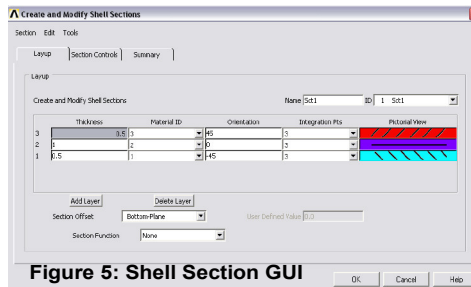 Create and Modify Shell Sections
Section Edit Tools
Layup Section Controls Summary
Layup
Create and Modify Shell Sections Name Sct1 ID 1 Sct1
Thickness Material ID Orientation Integration Pts Pictorial View
3 0.5 3 45 3
2 1 2 0 3
1 0.5 1 -45 3
Add Layer Delete Layer
Section Offset Bottom-Plane User Defined Value 0.5
Section Function None
Figure 5: Shell Section GUI
OK Cancel Help